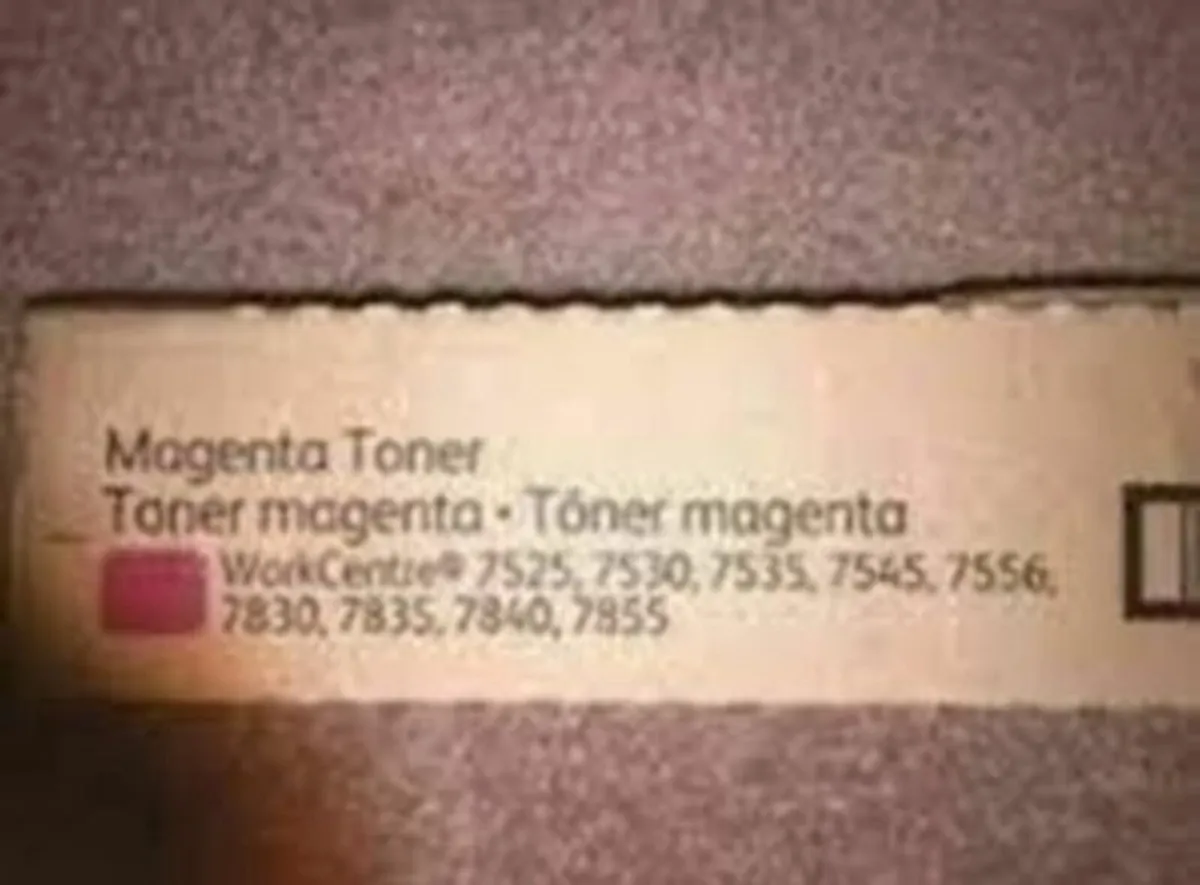 Magenta Toner
Toner magenta • Tóner magenta
WorkCentre® 7525, 7530, 7535, 7545, 7556,
7830, 7835, 7840, 7855